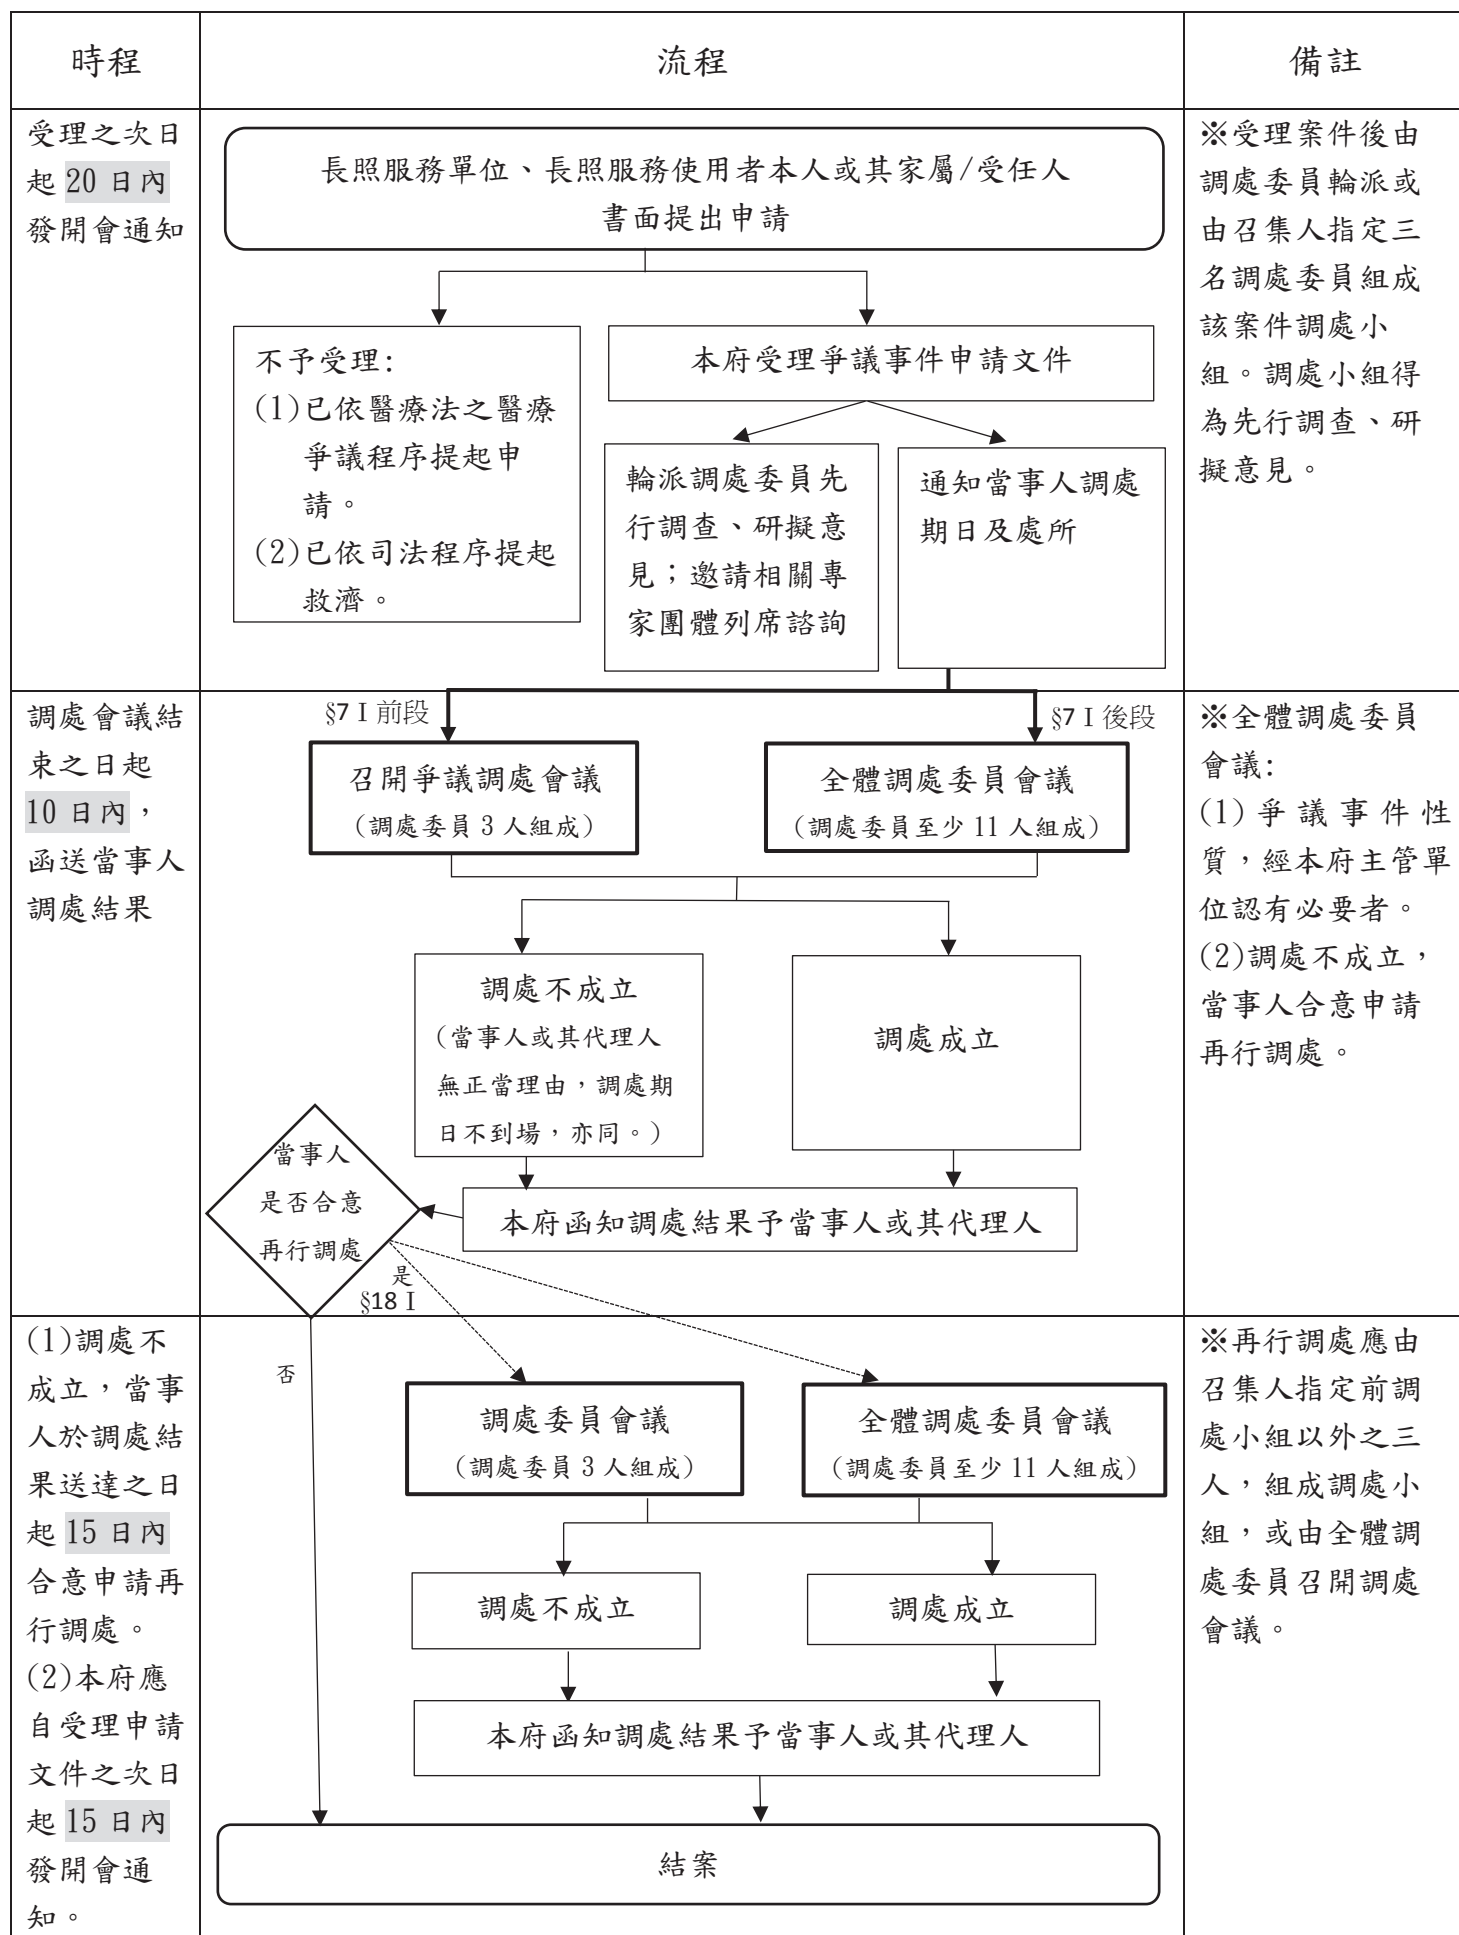 時程
流程
備註
受理之次日
起 20 日內
發開會通知
長照服務單位、長照服務使用者本人或其家屬/受任人
書面提出申請
不予受理:
(1)已依醫療法之醫療
爭議程序提起申
請。
(2)已依司法程序提起
救濟。
本府受理爭議事件申請文件
輪派調處委員先
行調查、研擬意
見；邀請相關專
家團體列席諮詢
通知當事人調處
期日及處所
※受理案件後由
調處委員輪派或
由召集人指定三
名調處委員組成
該案件調處小
組。調處小組得
為先行調查、研
擬意見。
調處會議結
束之日起
10 日內，
函送當事人
調處結果
§7Ⅰ前段
§7Ⅰ後段
召開爭議調處會議
（調處委員 3 人組成）
全體調處委員會議
（調處委員至少 11 人組成）
調處不成立
（當事人或其代理人
無正當理由，調處期
日不到場，亦同。）
調處成立
本府函知調處結果予當事人或其代理人
當事人
是否合意
再行調處
是
§18Ⅰ
※全體調處委員
會議:
(1)爭議事件性
質，經本府主管單
位認有必要者。
(2)調處不成立，
當事人合意申請
再行調處。
(1)調處不
成立，當事
人於調處結
果送達之日
起 15 日內
合意申請再
行調處。
(2)本府應
自受理申請
文件之次日
起 15 日內
發開會通
知。
否
調處委員會議
（調處委員 3 人組成）
全體調處委員會議
（調處委員至少 11 人組成）
調處不成立
調處成立
本府函知調處結果予當事人或其代理人
結案
※再行調處應由
召集人指定前調
處小組以外之三
人，組成調處小
組，或由全體調
處委員召開調處
會議。